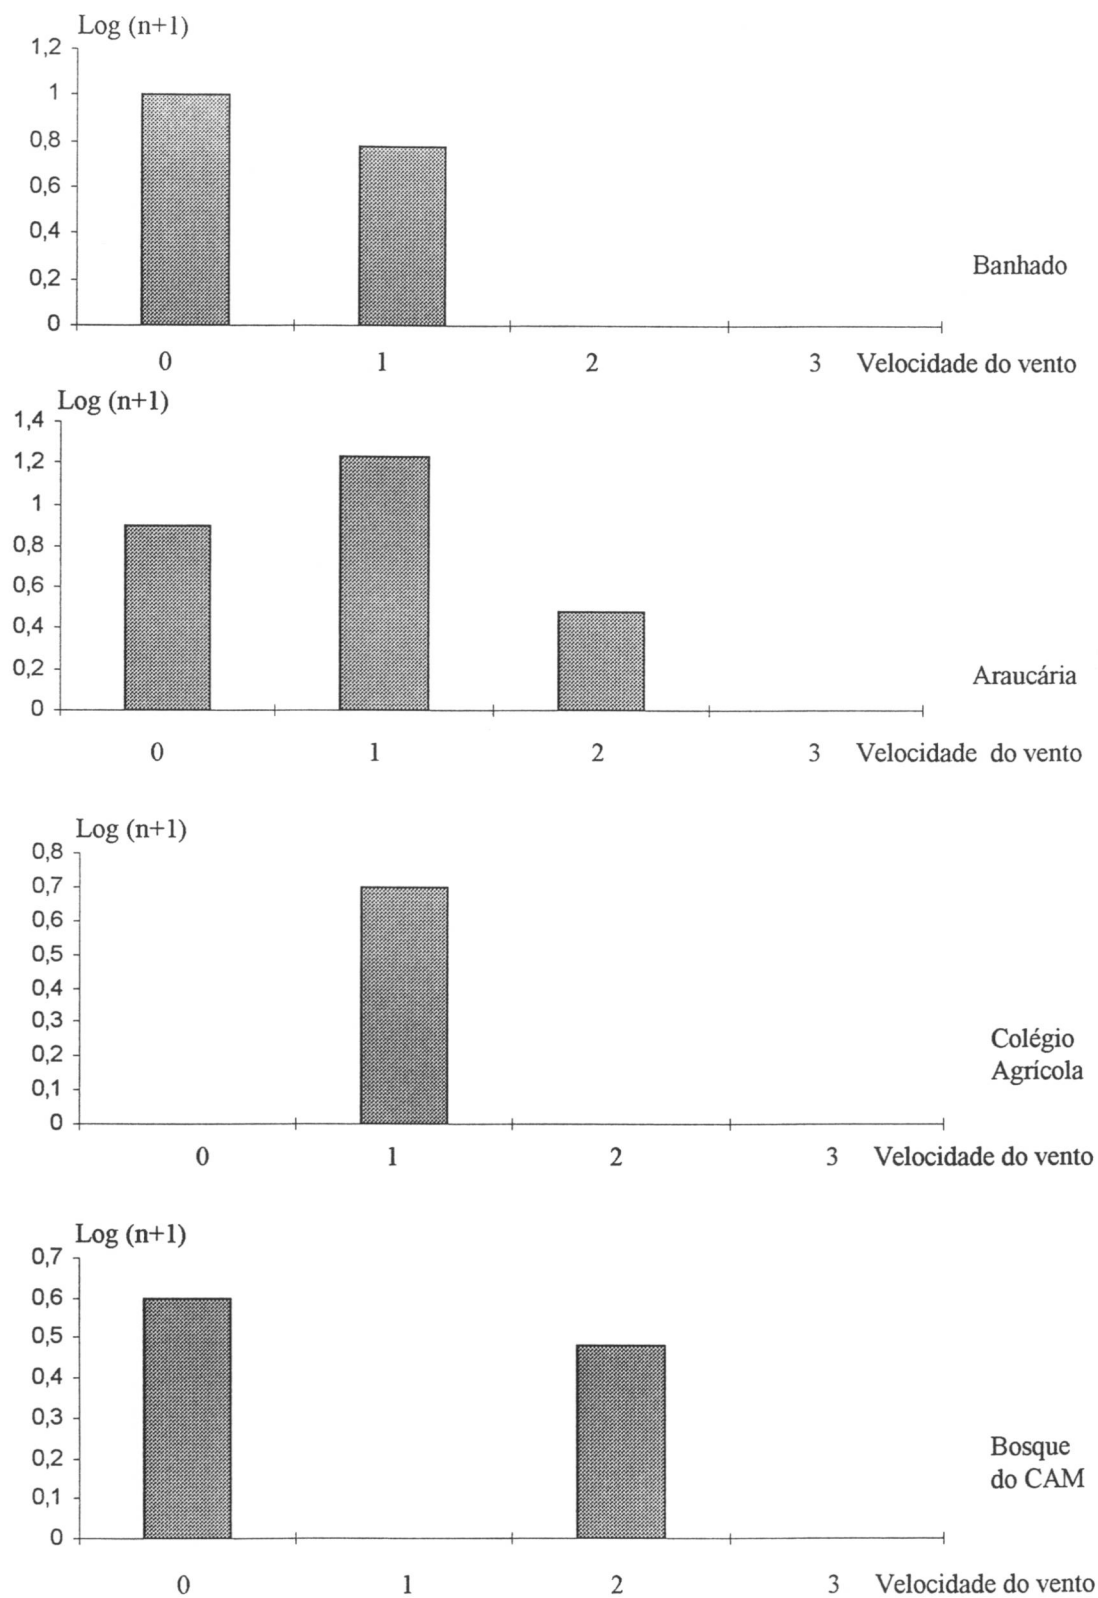 Log (n+1)
1,2
1
0,8
0,6
0,4
0,2
0
Banhado
0 1 2 3 Velocidade do vento
Log (n+1)
1,4
1,2
1
0,8
0,6
0,4
0,2
0
Araucária
0 1 2 3 Velocidade do vento
Log (n+1)
0,8
0,7
0,6
0,5
0,4
0,3
0,2
0,1
0
Colégio
Agrícola
0 1 2 3 Velocidade do vento
Log (n+1)
0,7
0,6
0,5
0,4
0,3
0,2
0,1
0
Bosque
do CAM
0 1 2 3 Velocidade do vento